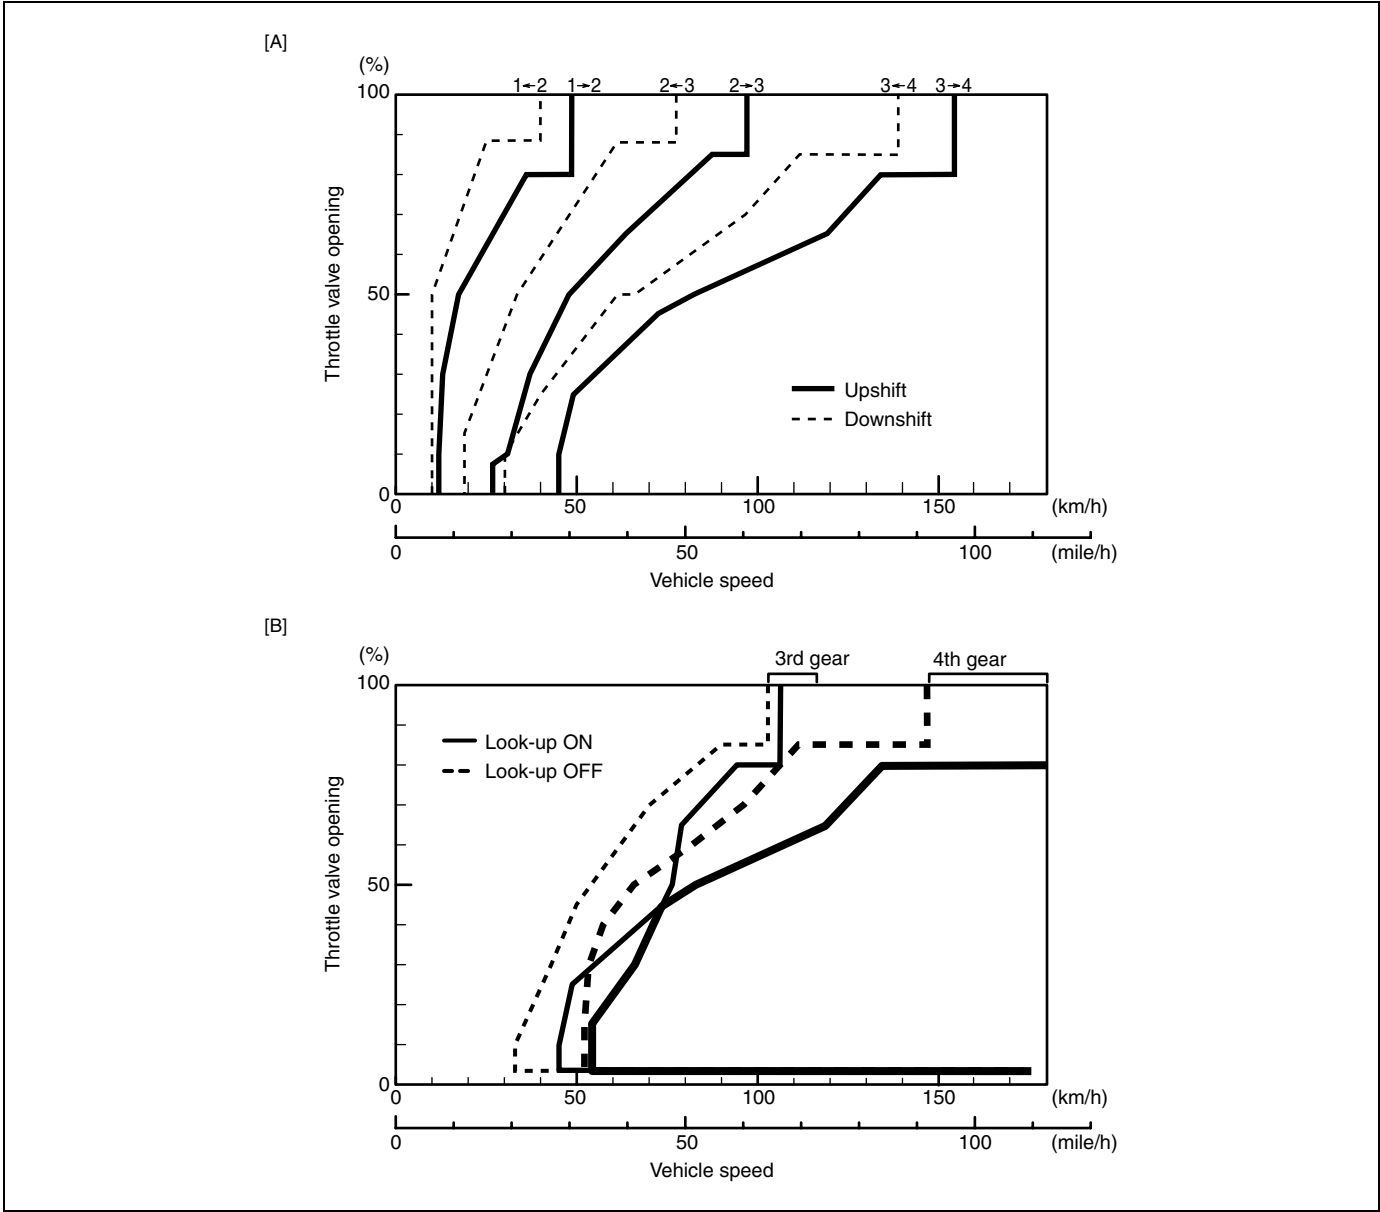 [A]
(%)
1←2 1→2 2←3 2→3 3←4 3→4
100
50
0
Throttle valve opening
Upshift
Downshift
0 50 100 150 (km/h)
0 50 100 (mile/h)
Vehicle speed
[B]
(%)
3rd gear 4th gear
100
50
0
Throttle valve opening
Look-up ON
Look-up OFF
0 50 100 150 (km/h)
0 50 100 (mile/h)
Vehicle speed